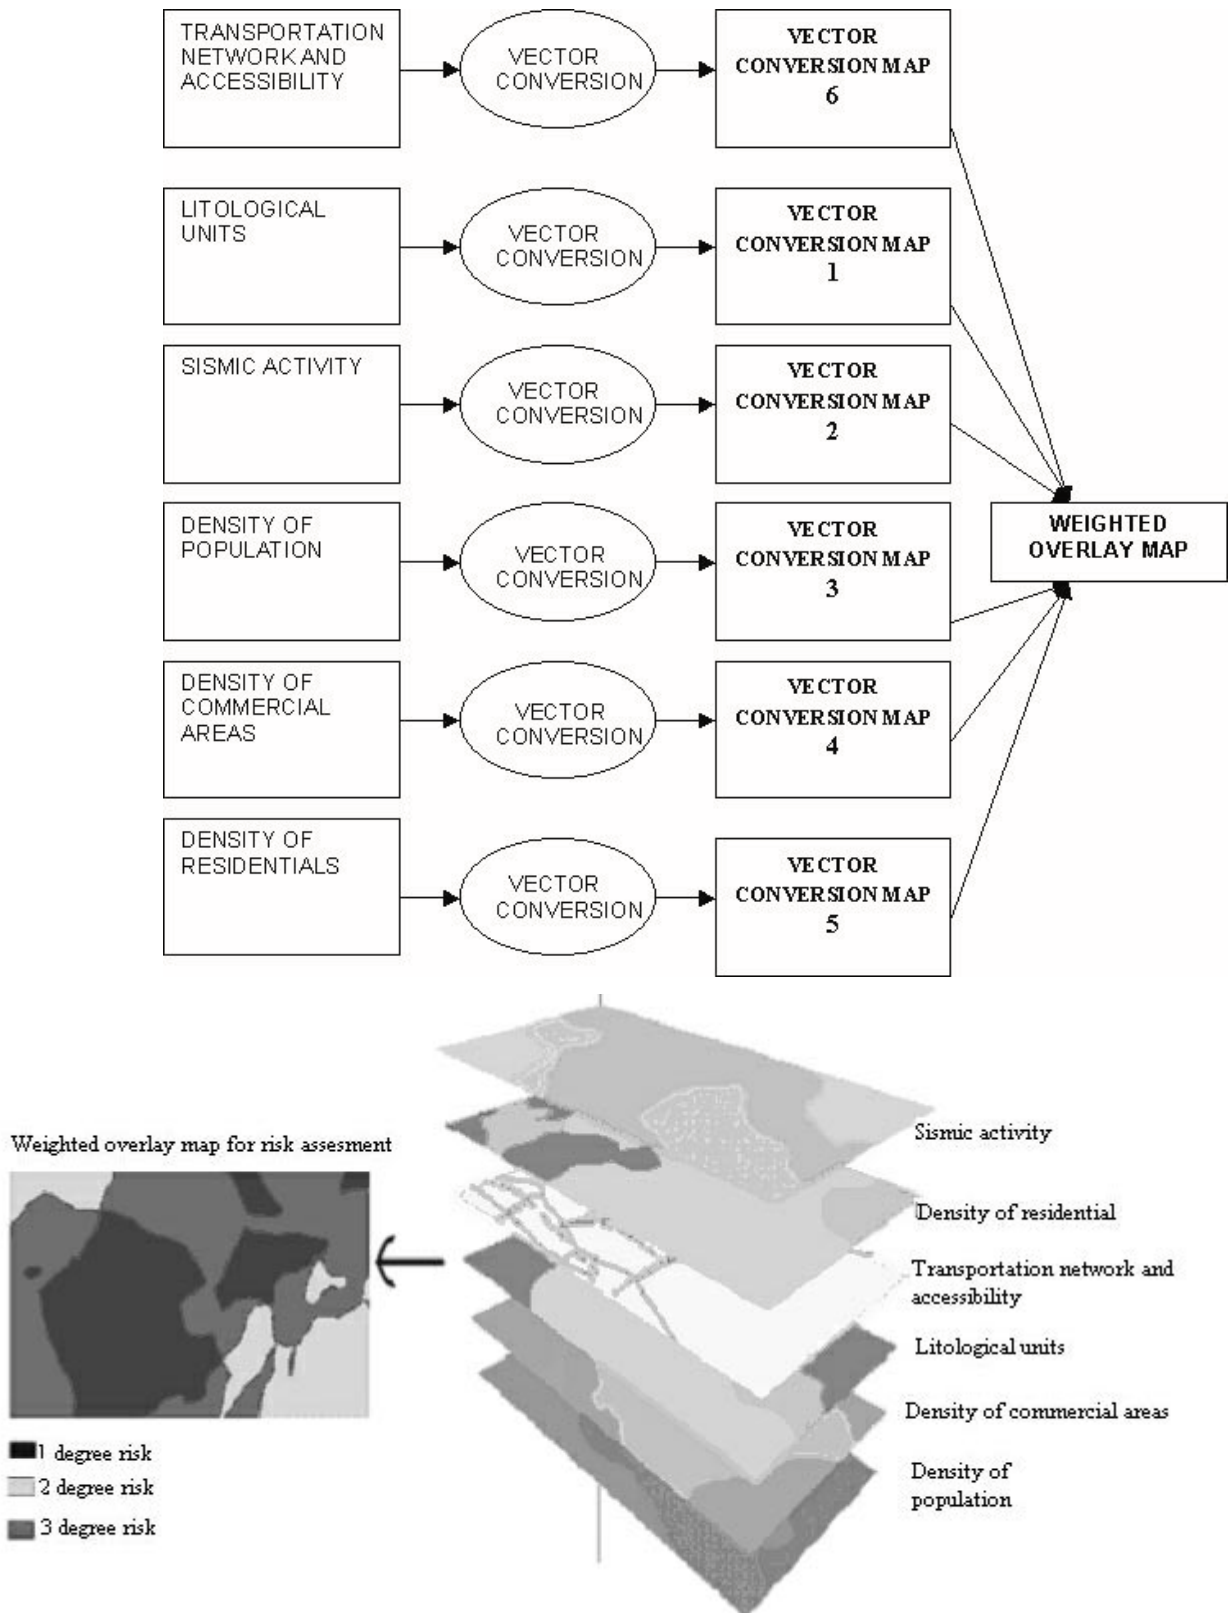 TRANSPORTATION
NETWORK AND
ACCESSIBILITY
VECTOR
CONVERSION
VECTOR
CONVERSION MAP
6
LITOLOGICAL
UNITS
VECTOR
CONVERSION
VECTOR
CONVERSION MAP
1
SISMIC ACTIVITY
VECTOR
CONVERSION
VECTOR
CONVERSION MAP
2
DENSITY OF
POPULATION
VECTOR
CONVERSION
VECTOR
CONVERSION MAP
3
WEIGHTED
OVERLAY MAP
DENSITY OF
COMMERCIAL
AREAS
VECTOR
CONVERSION
VECTOR
CONVERSION MAP
4
DENSITY OF
RESIDENTIALS
VECTOR
CONVERSION
VECTOR
CONVERSION MAP
5
Weighted overlay map for risk assesment
1 degree risk
2 degree risk
3 degree risk
Sismic activity
Density of residential
Transportation network and
accessibility
Litological units
Density of commercial areas
Density of
population